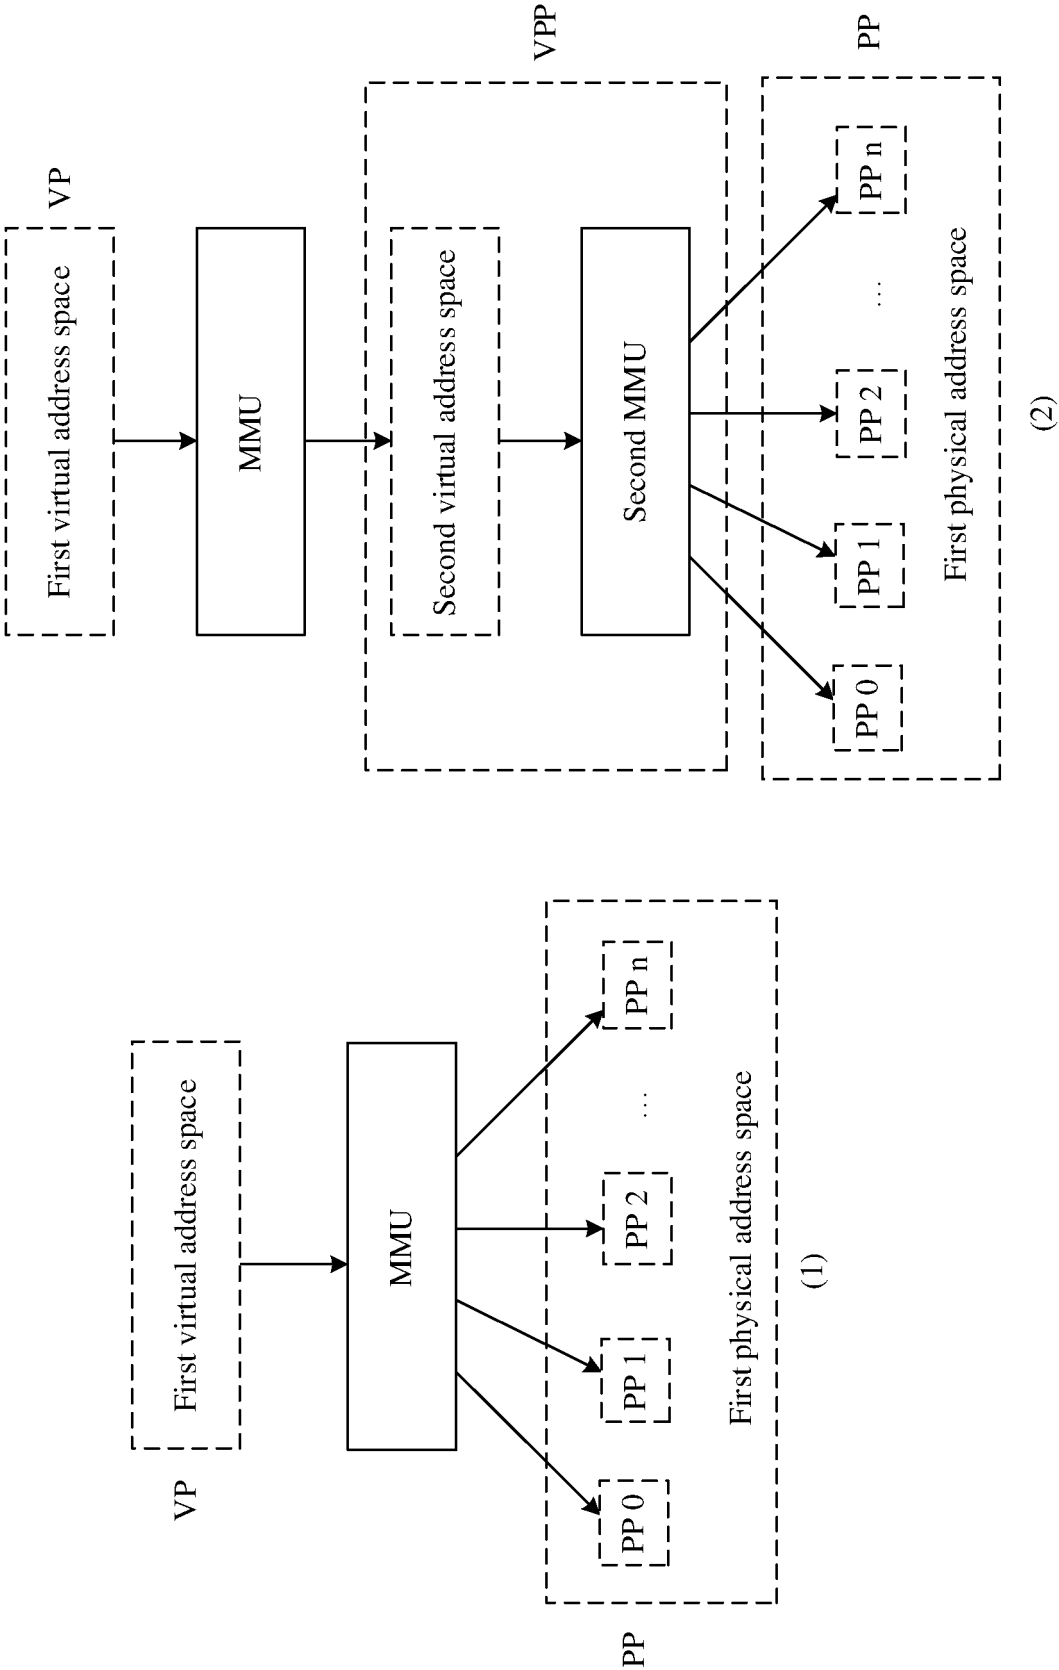 VP
First virtual address space
MMU
PP
PP 0
PP 1
PP 2
...
PP n
First physical address space
(1)
VP
First virtual address space
MMU
VPP
Second virtual address space
Second MMU
PP
PP 0
PP 1
PP 2
...
PP n
First physical address space
(2)